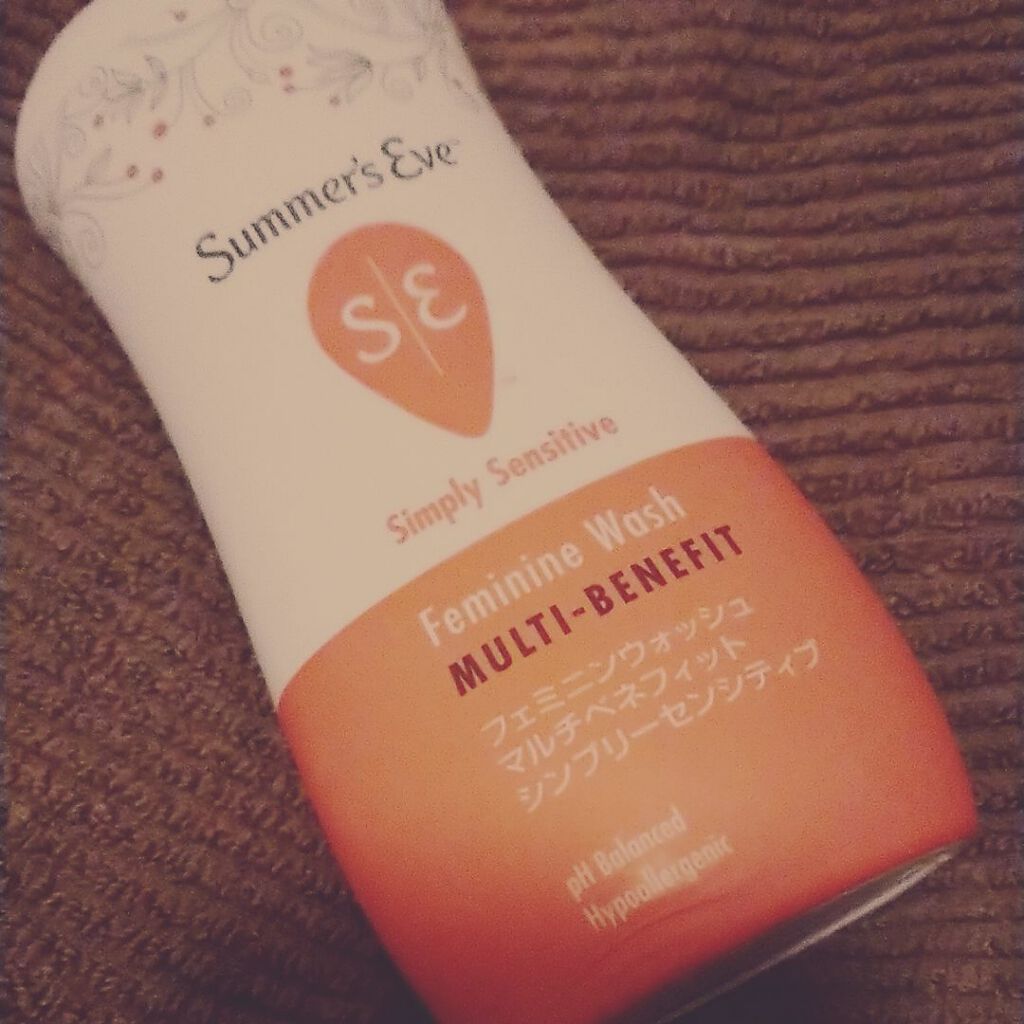 Summer's Eve
S|E
Simply Sensitive
Feminine Wash
MULTI-BENEFIT
フェミニンウォッシュ
マルチベネフィット
シンプリーセンシティブ
pH Balanced
Hypoallergenic